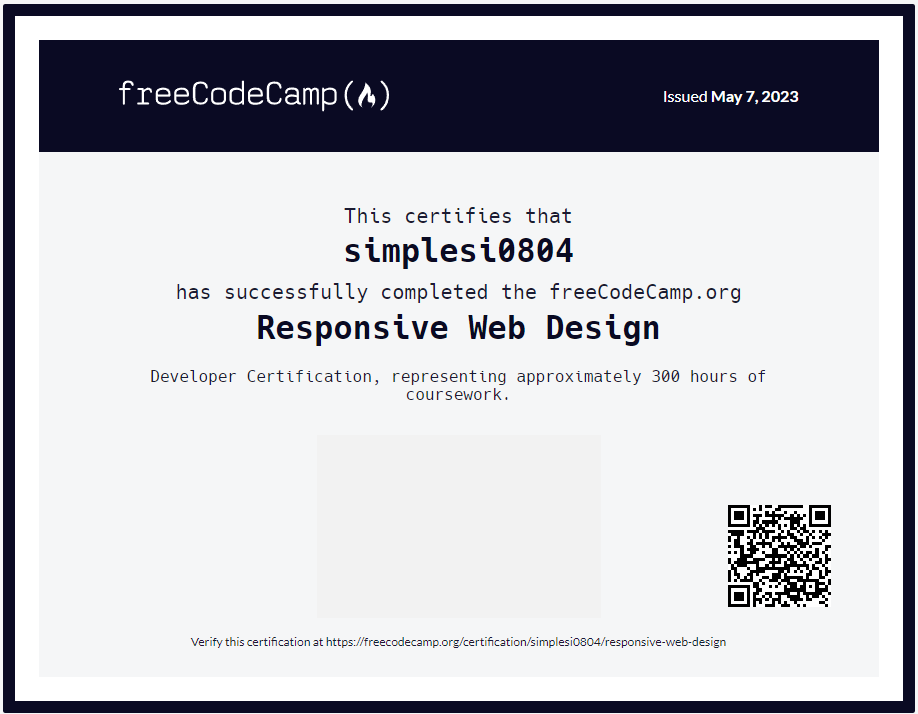 freeCodeCamp(🔥)
Issued May 7, 2023
This certifies that
simplesi0804
has successfully completed the freeCodeCamp.org
Responsive Web Design
Developer Certification, representing approximately 300 hours of
coursework.
Verify this certification at https://freecodecamp.org/certification/simplesi0804/responsive-web-design